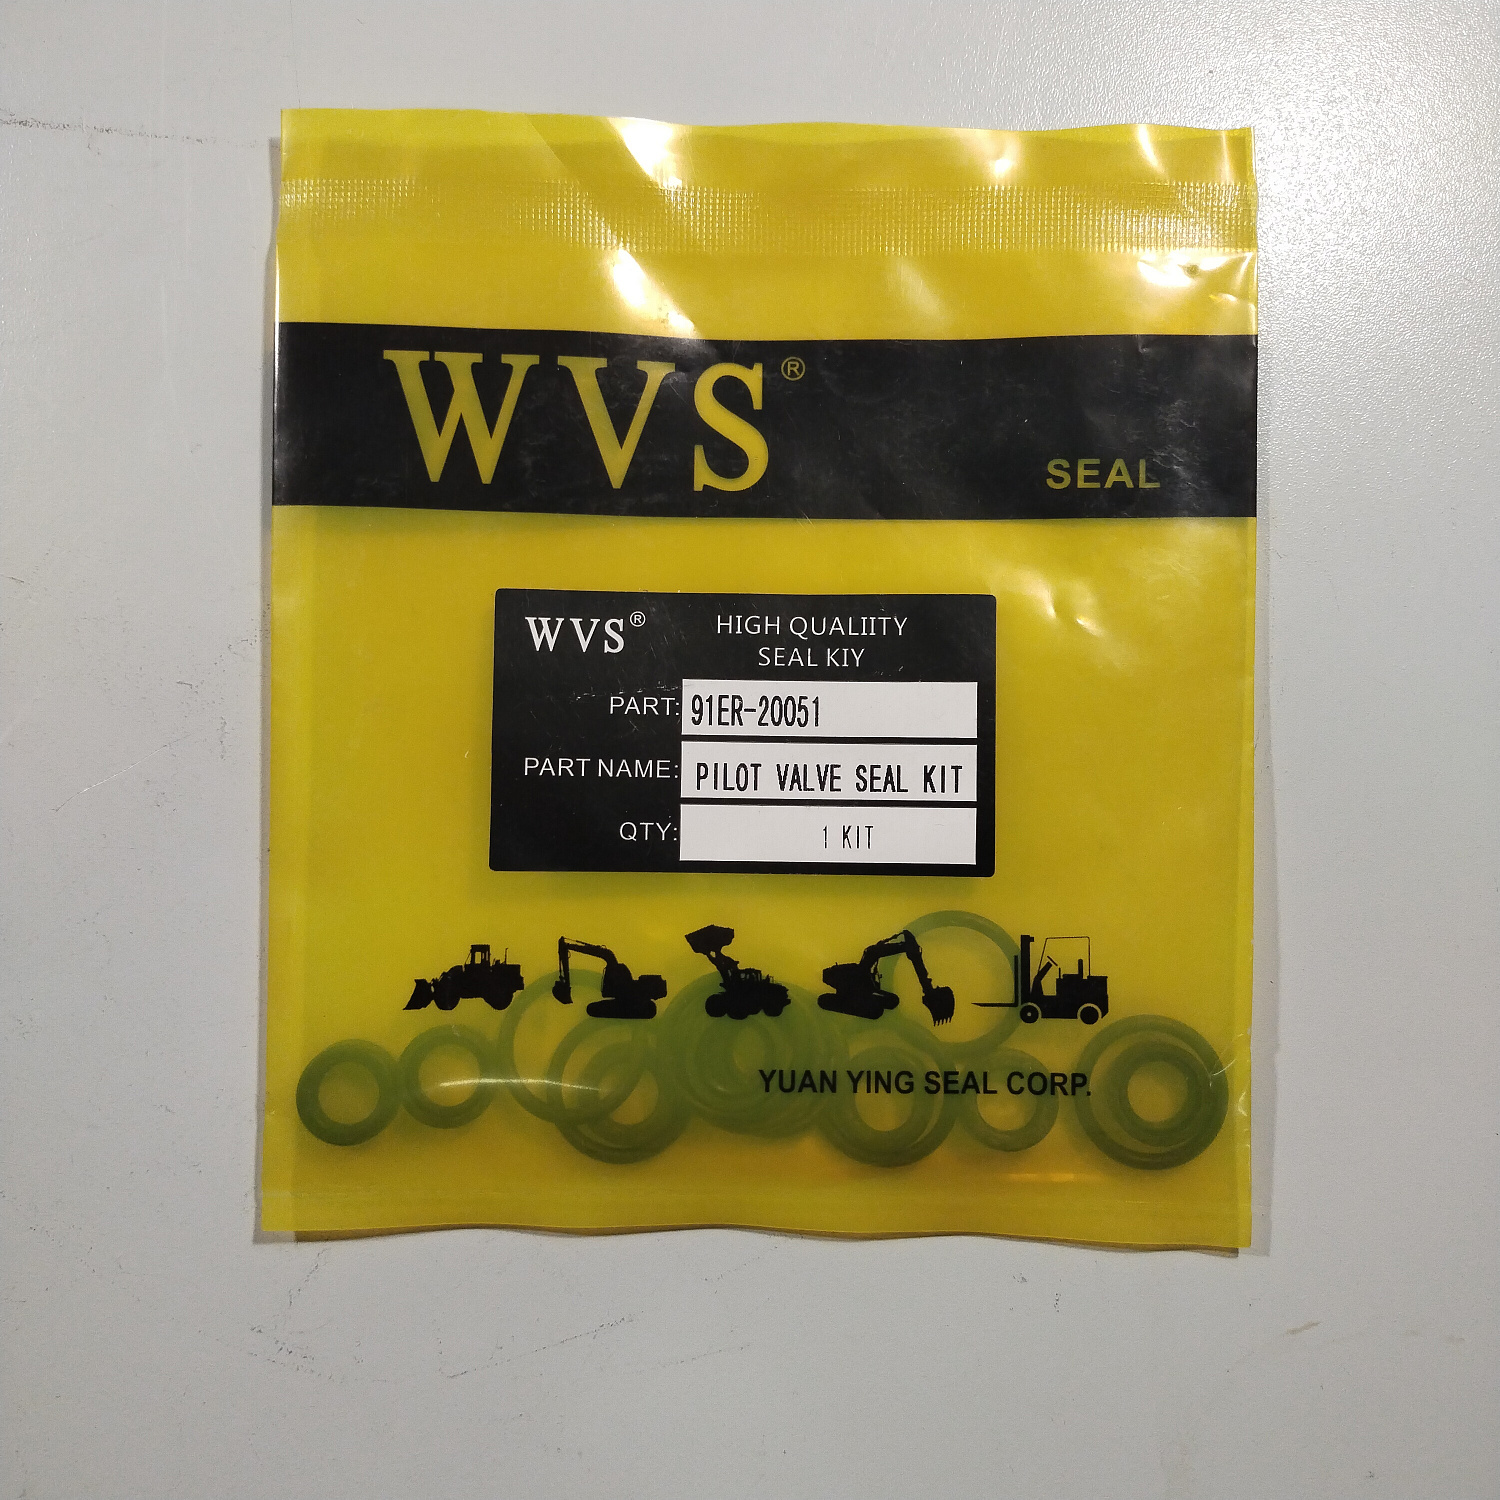 WVS®
SEAL
WVS®
HIGH QUALIITY
SEAL KIY
PART: 91ER-20051
PART NAME: PILOT VALVE SEAL KIT
QTY: 1 KIT
YUAN YING SEAL CORP.